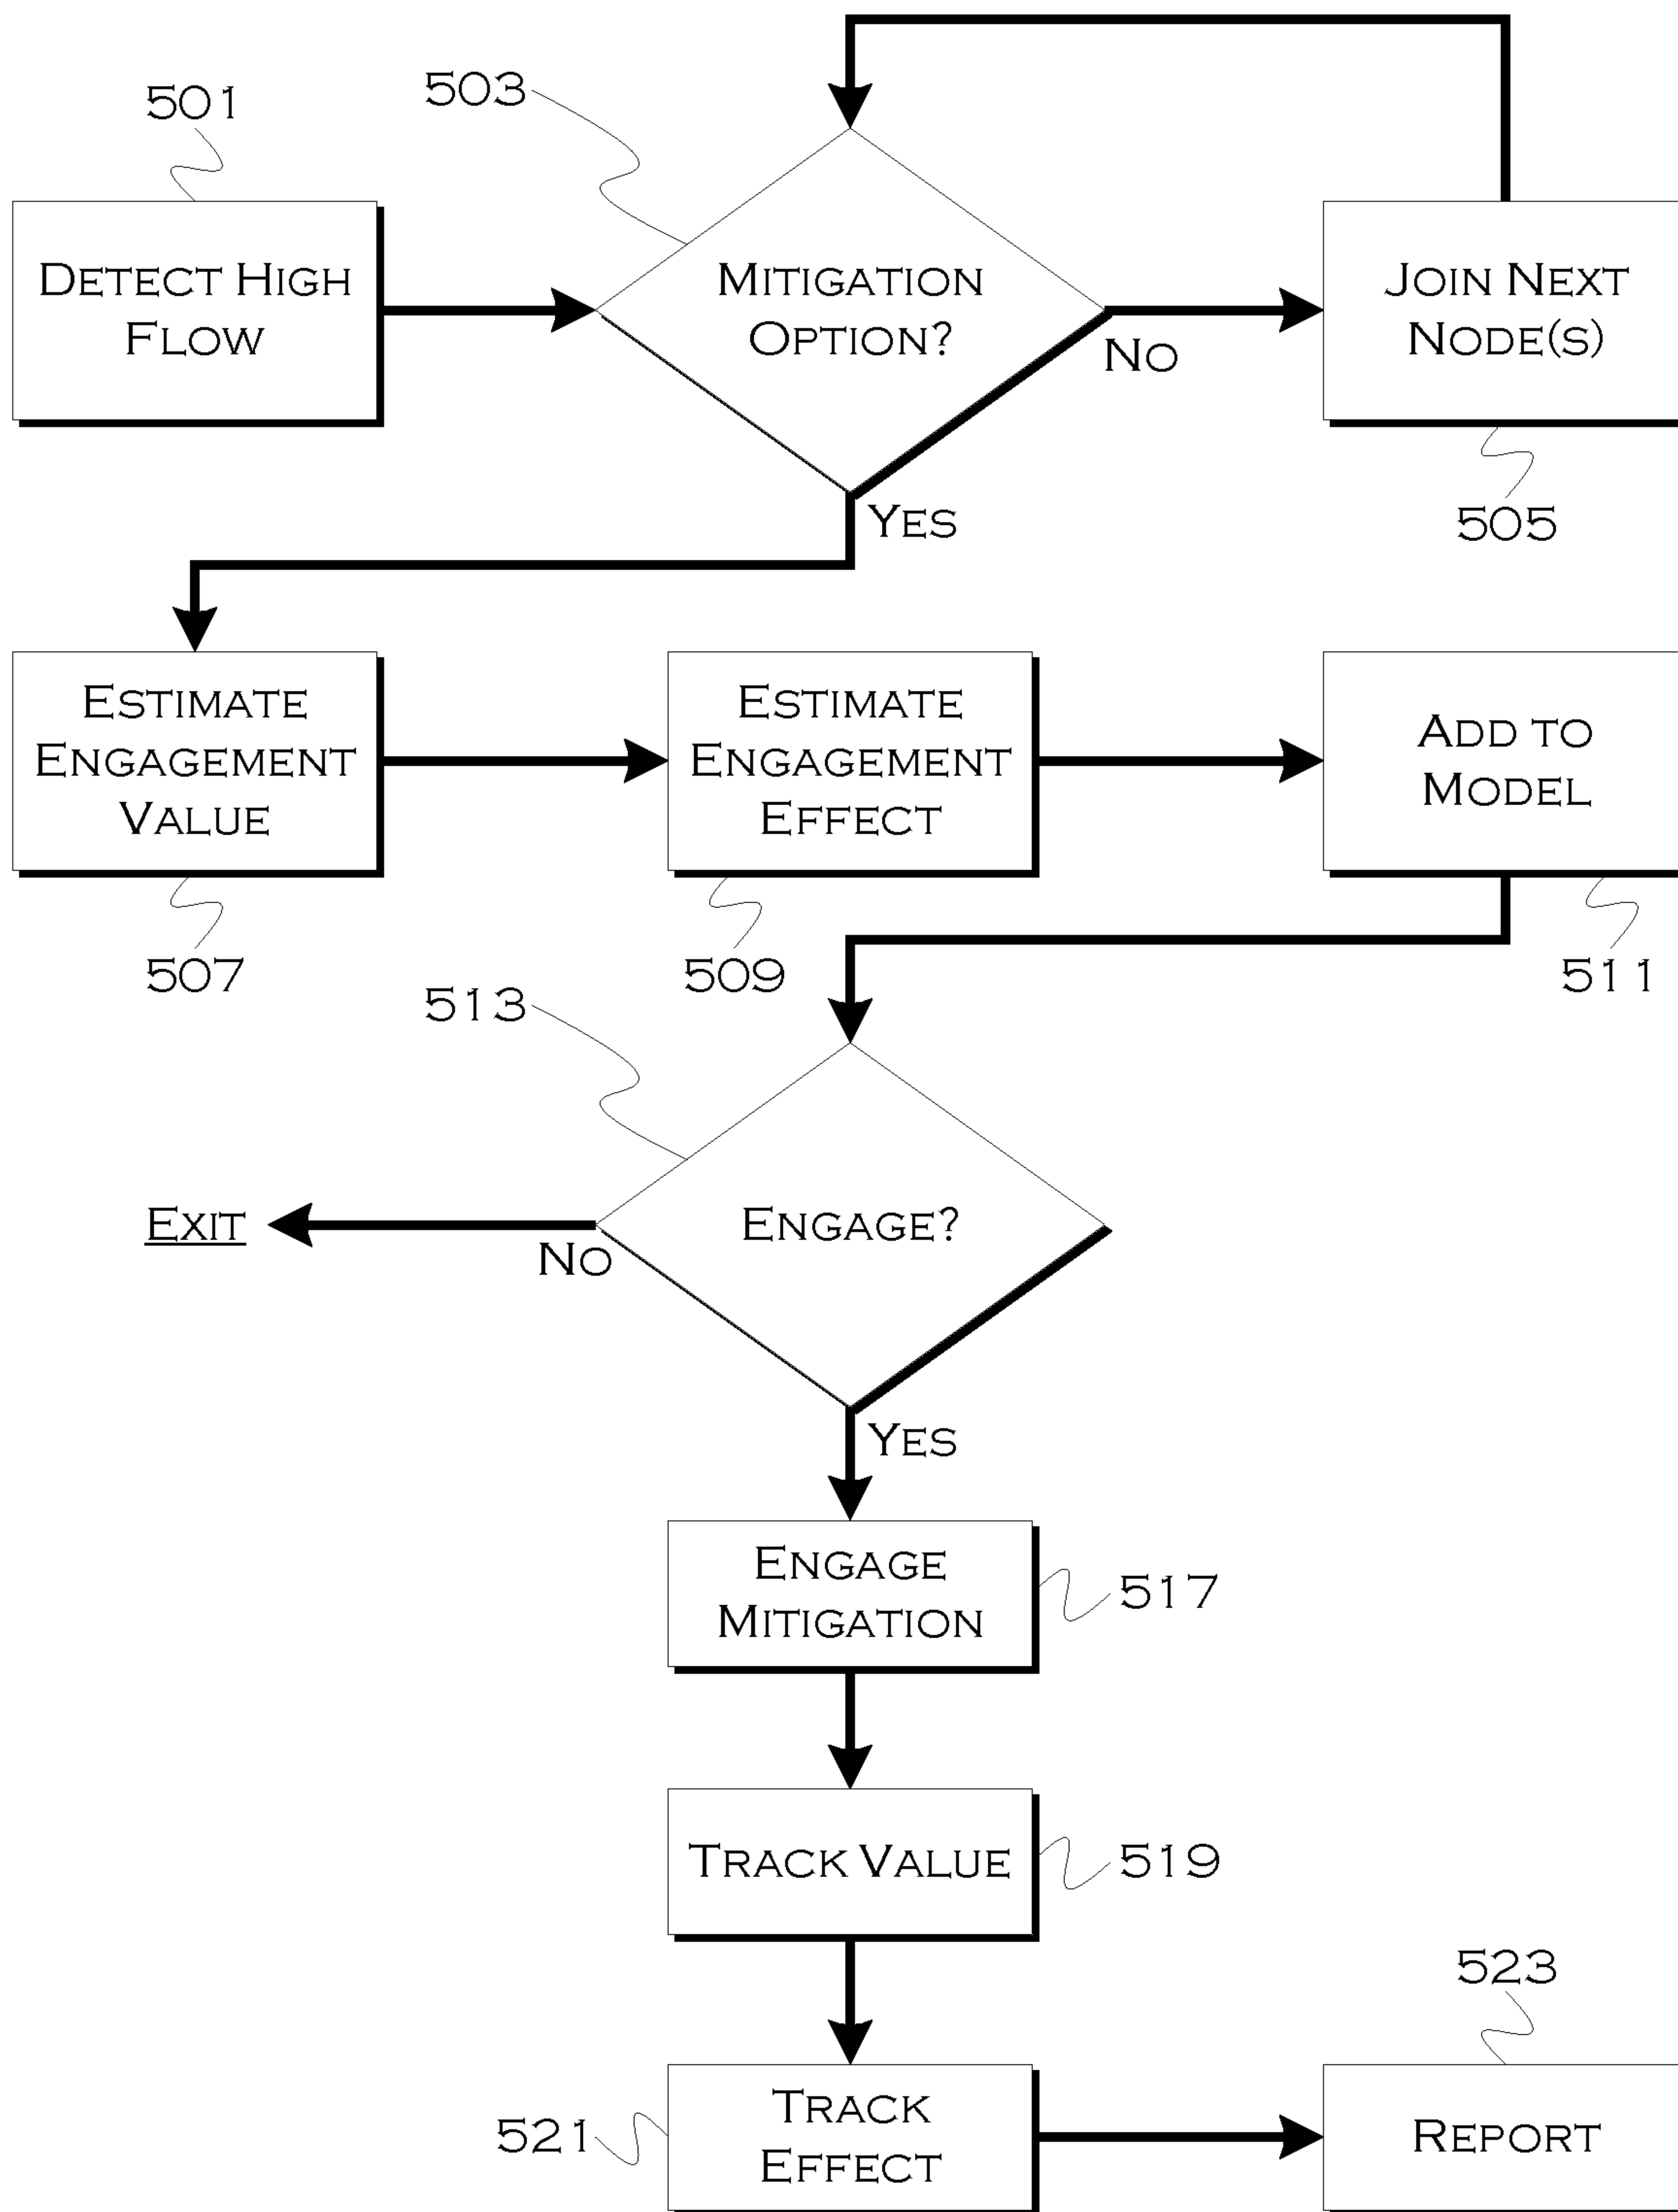 501
503
DETECT HIGH
FLOW
MITIGATION
OPTION?
NO
JOIN NEXT
NODE(S)
505
YES
ESTIMATE
ENGAGEMENT
VALUE
ESTIMATE
ENGAGEMENT
EFFECT
ADD TO
MODEL
507
509
511
513
ENGAGE?
EXIT
NO
YES
ENGAGE
MITIGATION
517
TRACK VALUE
519
523
521
TRACK
EFFECT
REPORT